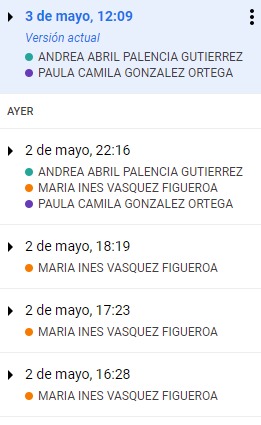 3 de mayo, 12:09
Versión actual
ANDREA ABRIL PALENCIA GUTIERREZ
PAULA CAMILA GONZALEZ ORTEGA
AYER
2 de mayo, 22:16
ANDREA ABRIL PALENCIA GUTIERREZ
MARIA INES VASQUEZ FIGUEROA
PAULA CAMILA GONZALEZ ORTEGA
2 de mayo, 18:19
MARIA INES VASQUEZ FIGUEROA
2 de mayo, 17:23
MARIA INES VASQUEZ FIGUEROA
2 de mayo, 16:28
MARIA INES VASQUEZ FIGUEROA